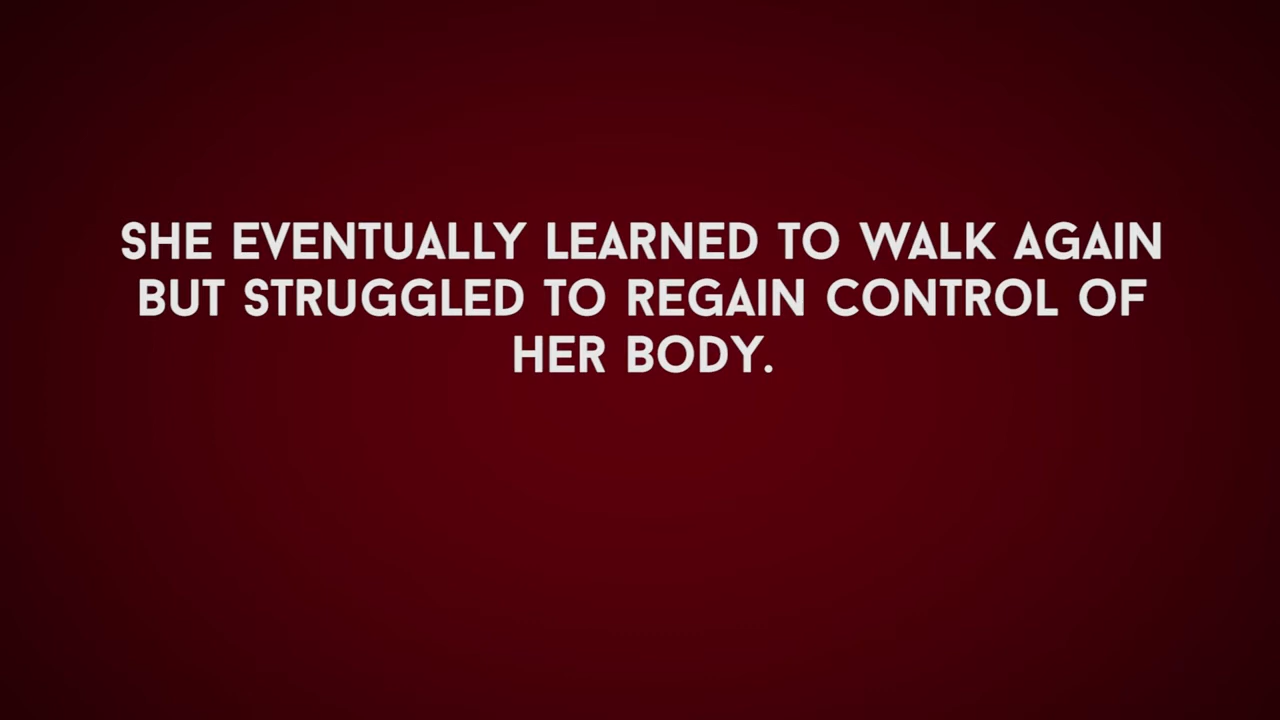 SHE EVENTUALLY LEARNED TO WALK AGAIN
BUT STRUGGLED TO REGAIN CONTROL OF
HER BODY.